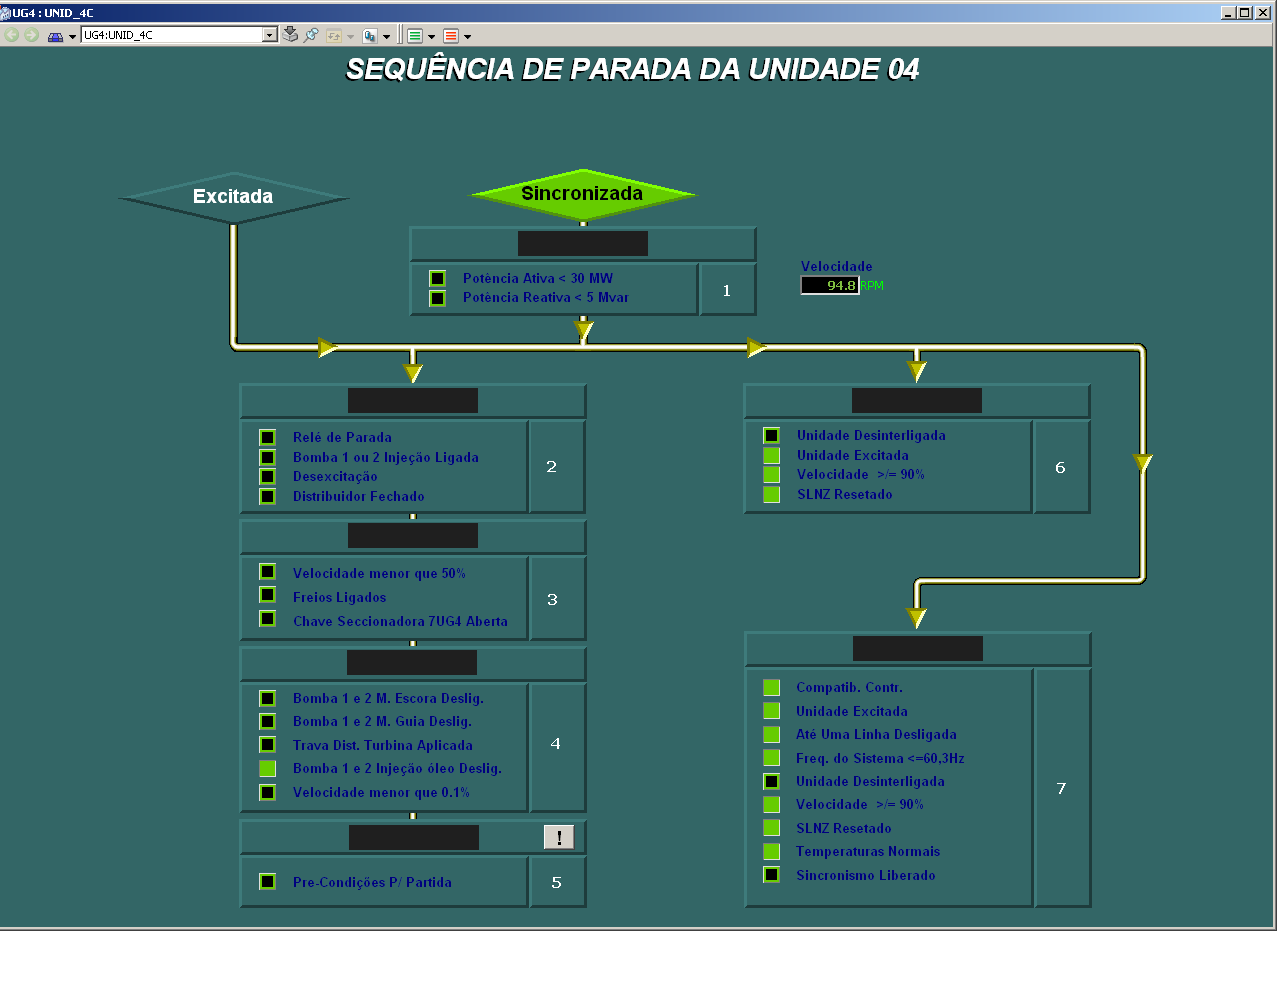 UG4 : UNID_4C
UG4:UNID_4C
SEQUÊNCIA DE PARADA DA UNIDADE 04
Excitada
Sincronizada
Potência Ativa < 30 MW
Potência Reativa < 5 Mvar
1
Velocidade
94.8 RPM
Relé de Parada
Bomba 1 ou 2 Injeção Ligada
Desexcitação
Distribuidor Fechado
2
Unidade Desinterligada
Unidade Excitada
Velocidade >/= 90%
SLNZ Resetado
6
Velocidade menor que 50%
Freios Ligados
Chave Seccionadora 7UG4 Aberta
3
Bomba 1 e 2 M. Escora Deslig.
Bomba 1 e 2 M. Guia Deslig.
Trava Dist. Turbina Aplicada
Bomba 1 e 2 Injeção óleo Deslig.
Velocidade menor que 0.1%
4
!
Pre-Condições P/ Partida
5
Compatib. Contr.
Unidade Excitada
Até Uma Linha Desligada
Freq. do Sistema <=60,3Hz
Unidade Desinterligada
Velocidade >/= 90%
SLNZ Resetado
Temperaturas Normais
Sincronismo Liberado
7